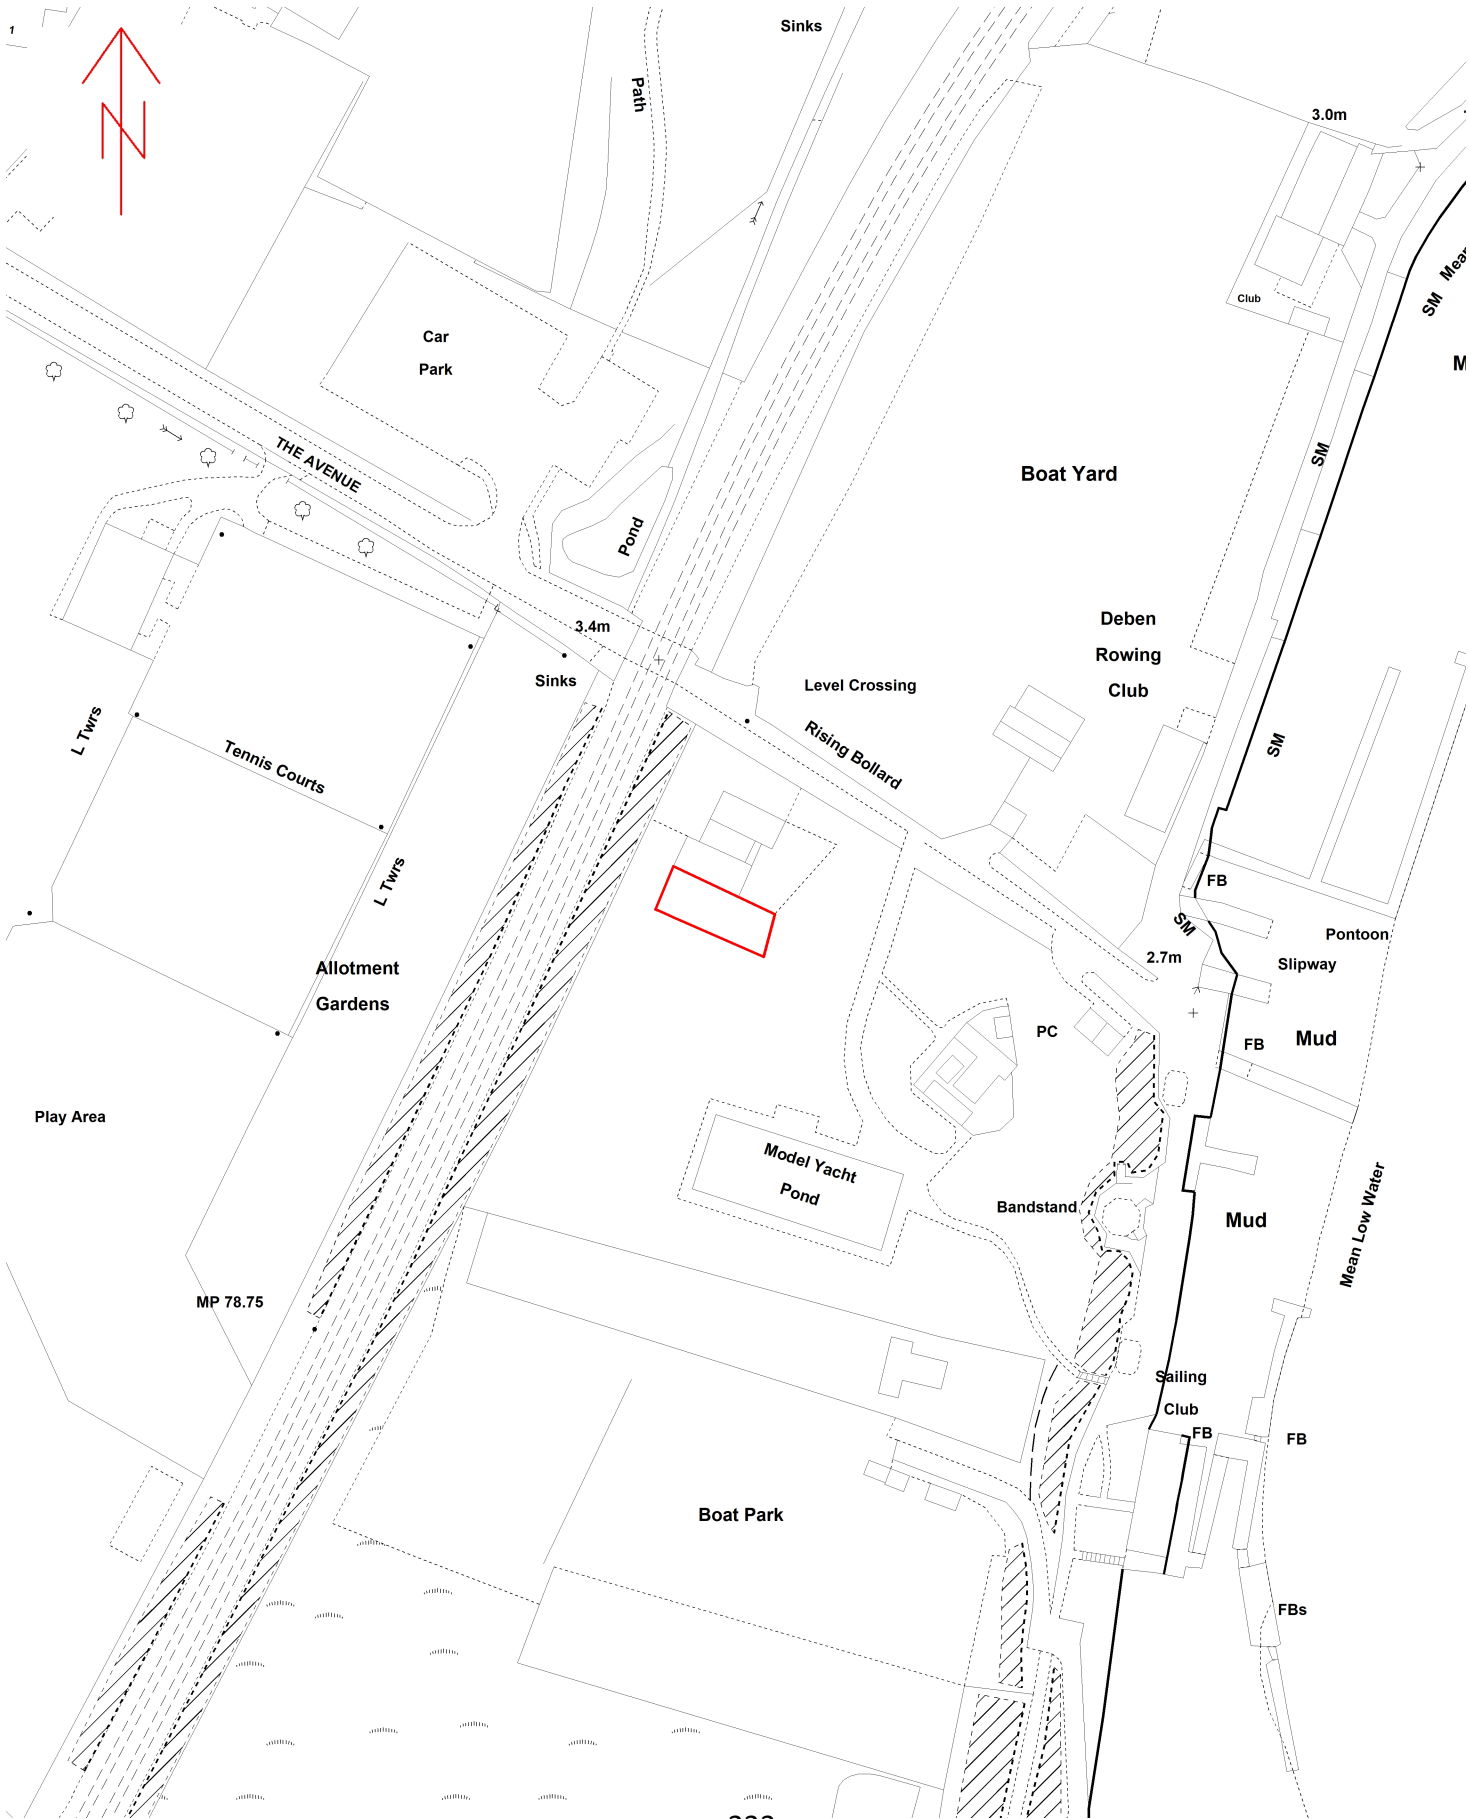 1
N
Sinks
Path
3.0m
Mear
SM
M
Club
Car
Park
THE AVENUE
SM
Boat Yard
Pond
3.4m
Deben
Rowing
Club
Sinks
Level Crossing
Rising Bollard
L Twrs
Tennis Courts
SM
L Twrs
FB
SM
Pontoon
Slipway
2.7m
Allotment
Gardens
PC
FB
Mud
Play Area
Model Yacht
Pond
Bandstand
Mud
Mean Low Water
MP 78.75
Sailing
Club
FB
FB
Boat Park
FBs